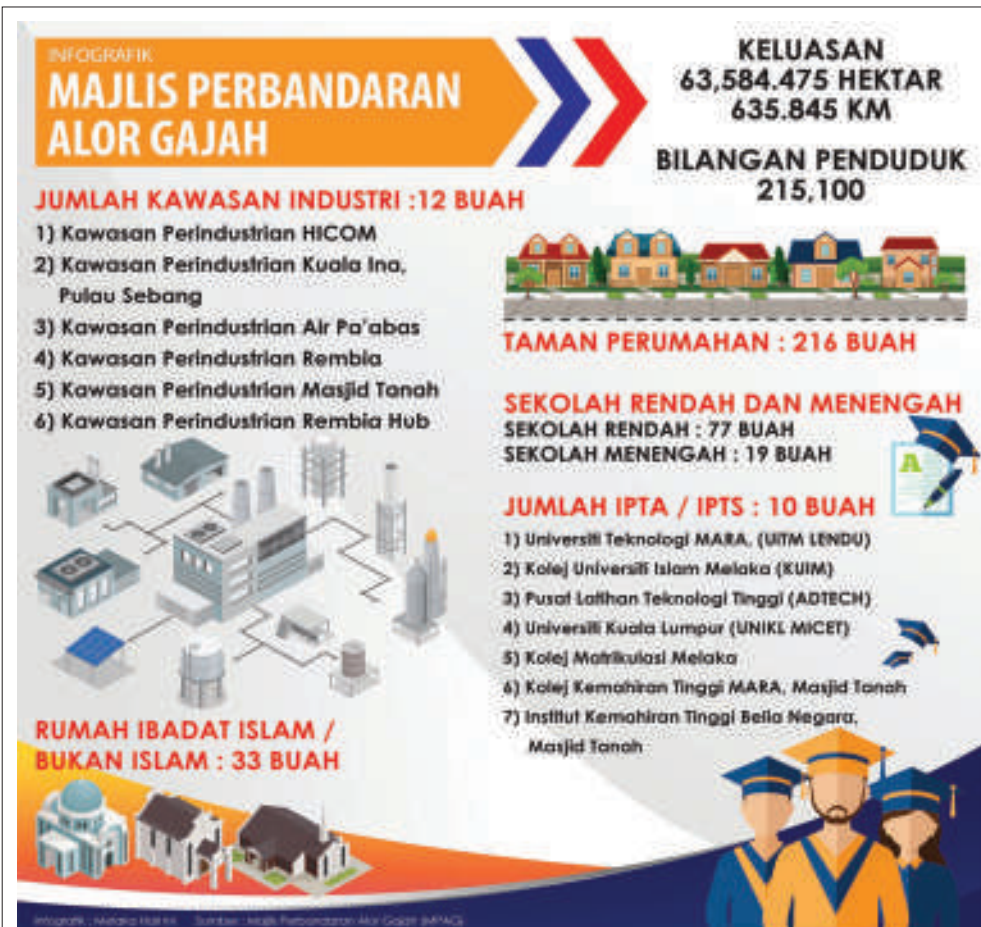 INFOGRAFIK
MAJLIS PERBANDARAN
ALOR GAJAH
KELUASAN
63,584.475 HEKTAR
635.845 KM
BILANGAN PENDUDUK
215,100
JUMLAH KAWASAN INDUSTRI :12 BUAH
1) Kawasan Perindustrian HICOM
2) Kawasan Perindustrian Kuala Ina,
Pulau Sebang
3) Kawasan Perindustrian Air Pa'abas
4) Kawasan Perindustrian Rembia
5) Kawasan Perindustrian Masjid Tanah
6) Kawasan Perindustrian Rembia Hub
RUMAH IBADAT ISLAM /
BUKAN ISLAM : 33 BUAH
TAMAN PERUMAHAN : 216 BUAH
SEKOLAH RENDAH DAN MENENGAH
SEKOLAH RENDAH : 77 BUAH
SEKOLAH MENENGAH : 19 BUAH
A
JUMLAH IPTA / IPTS : 10 BUAH
1) Universiti Teknologi MARA, (UITM LENDU)
2) Kolej Universiti Islam Melaka (KUIM)
3) Pusat Latihan Teknologi Tinggi (ADTECH)
4) Universiti Kuala Lumpur (UNIKL MICET)
5) Kolej Matrikulasi Melaka
6) Kolej Kemahiran Tinggi MARA, Masjid Tanah
7) Institut Kemahiran Tinggi Belia Negara,
Masjid Tanah
Infografik : Melaka Hari Ini Sumber : Majlis Perbandaran Alor Gajah (MPAG)